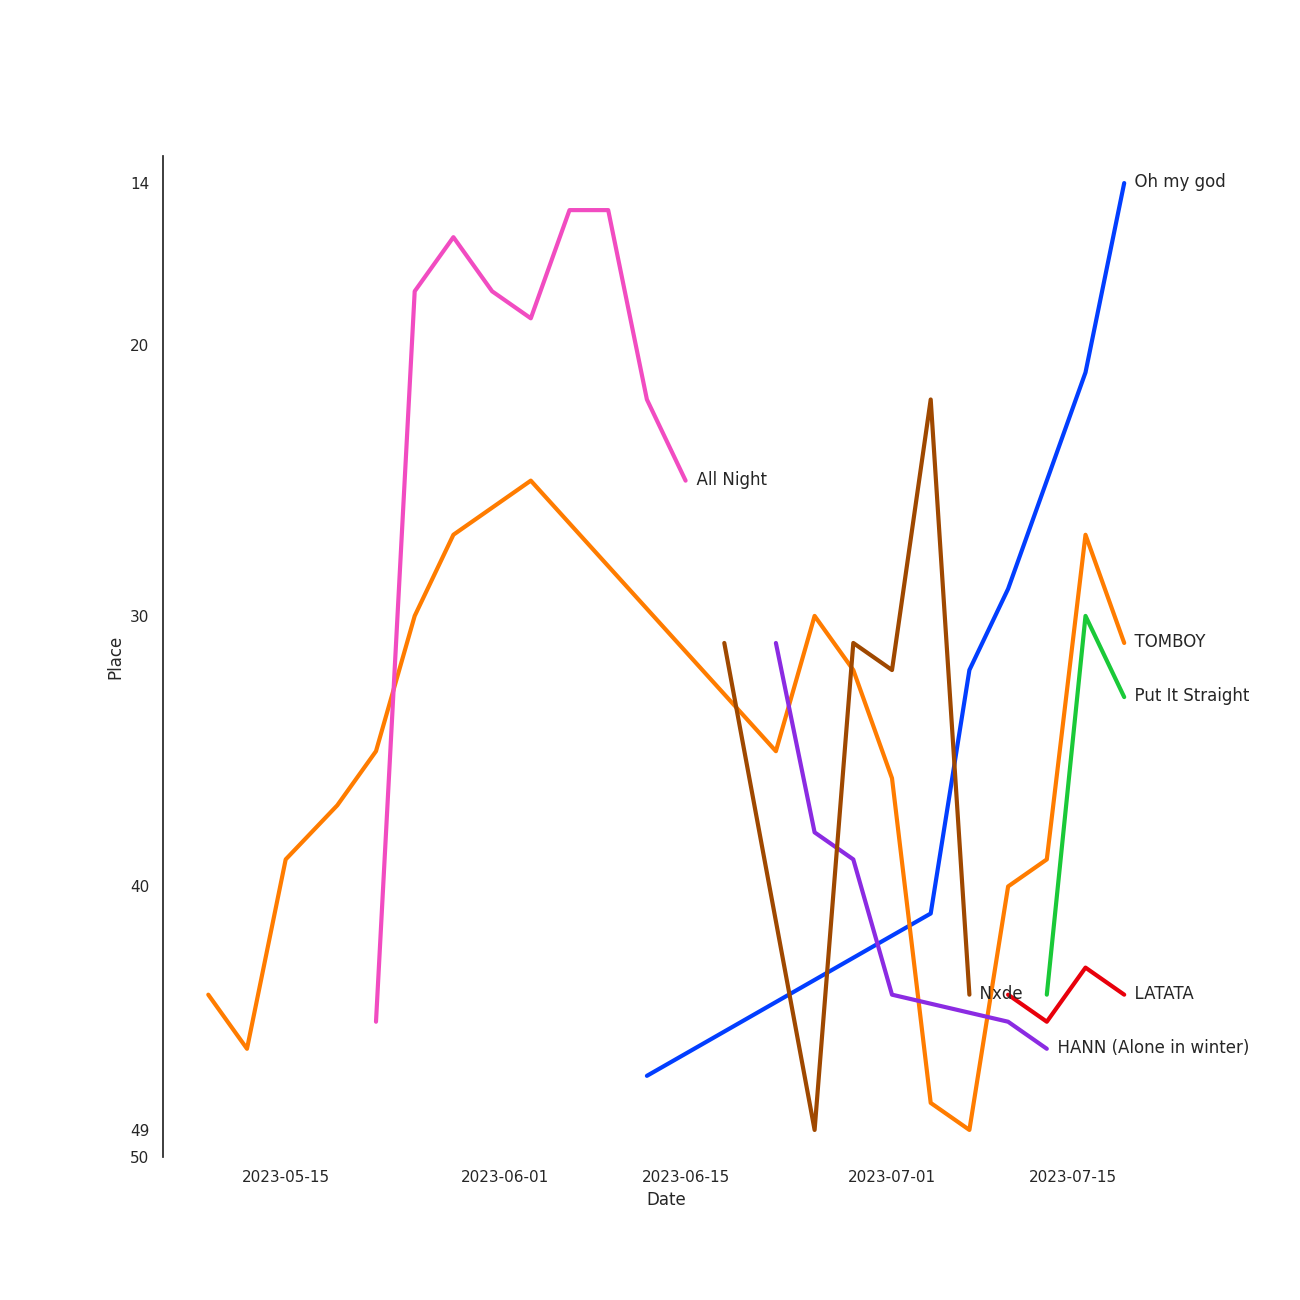 14
20
30
40
49
50
Place
2023-05-15
2023-06-01
2023-06-15
2023-07-01
2023-07-15
Date
Oh my god
All Night
TOMBOY
Put It Straight
Nxde
LATATA
HANN (Alone in winter)